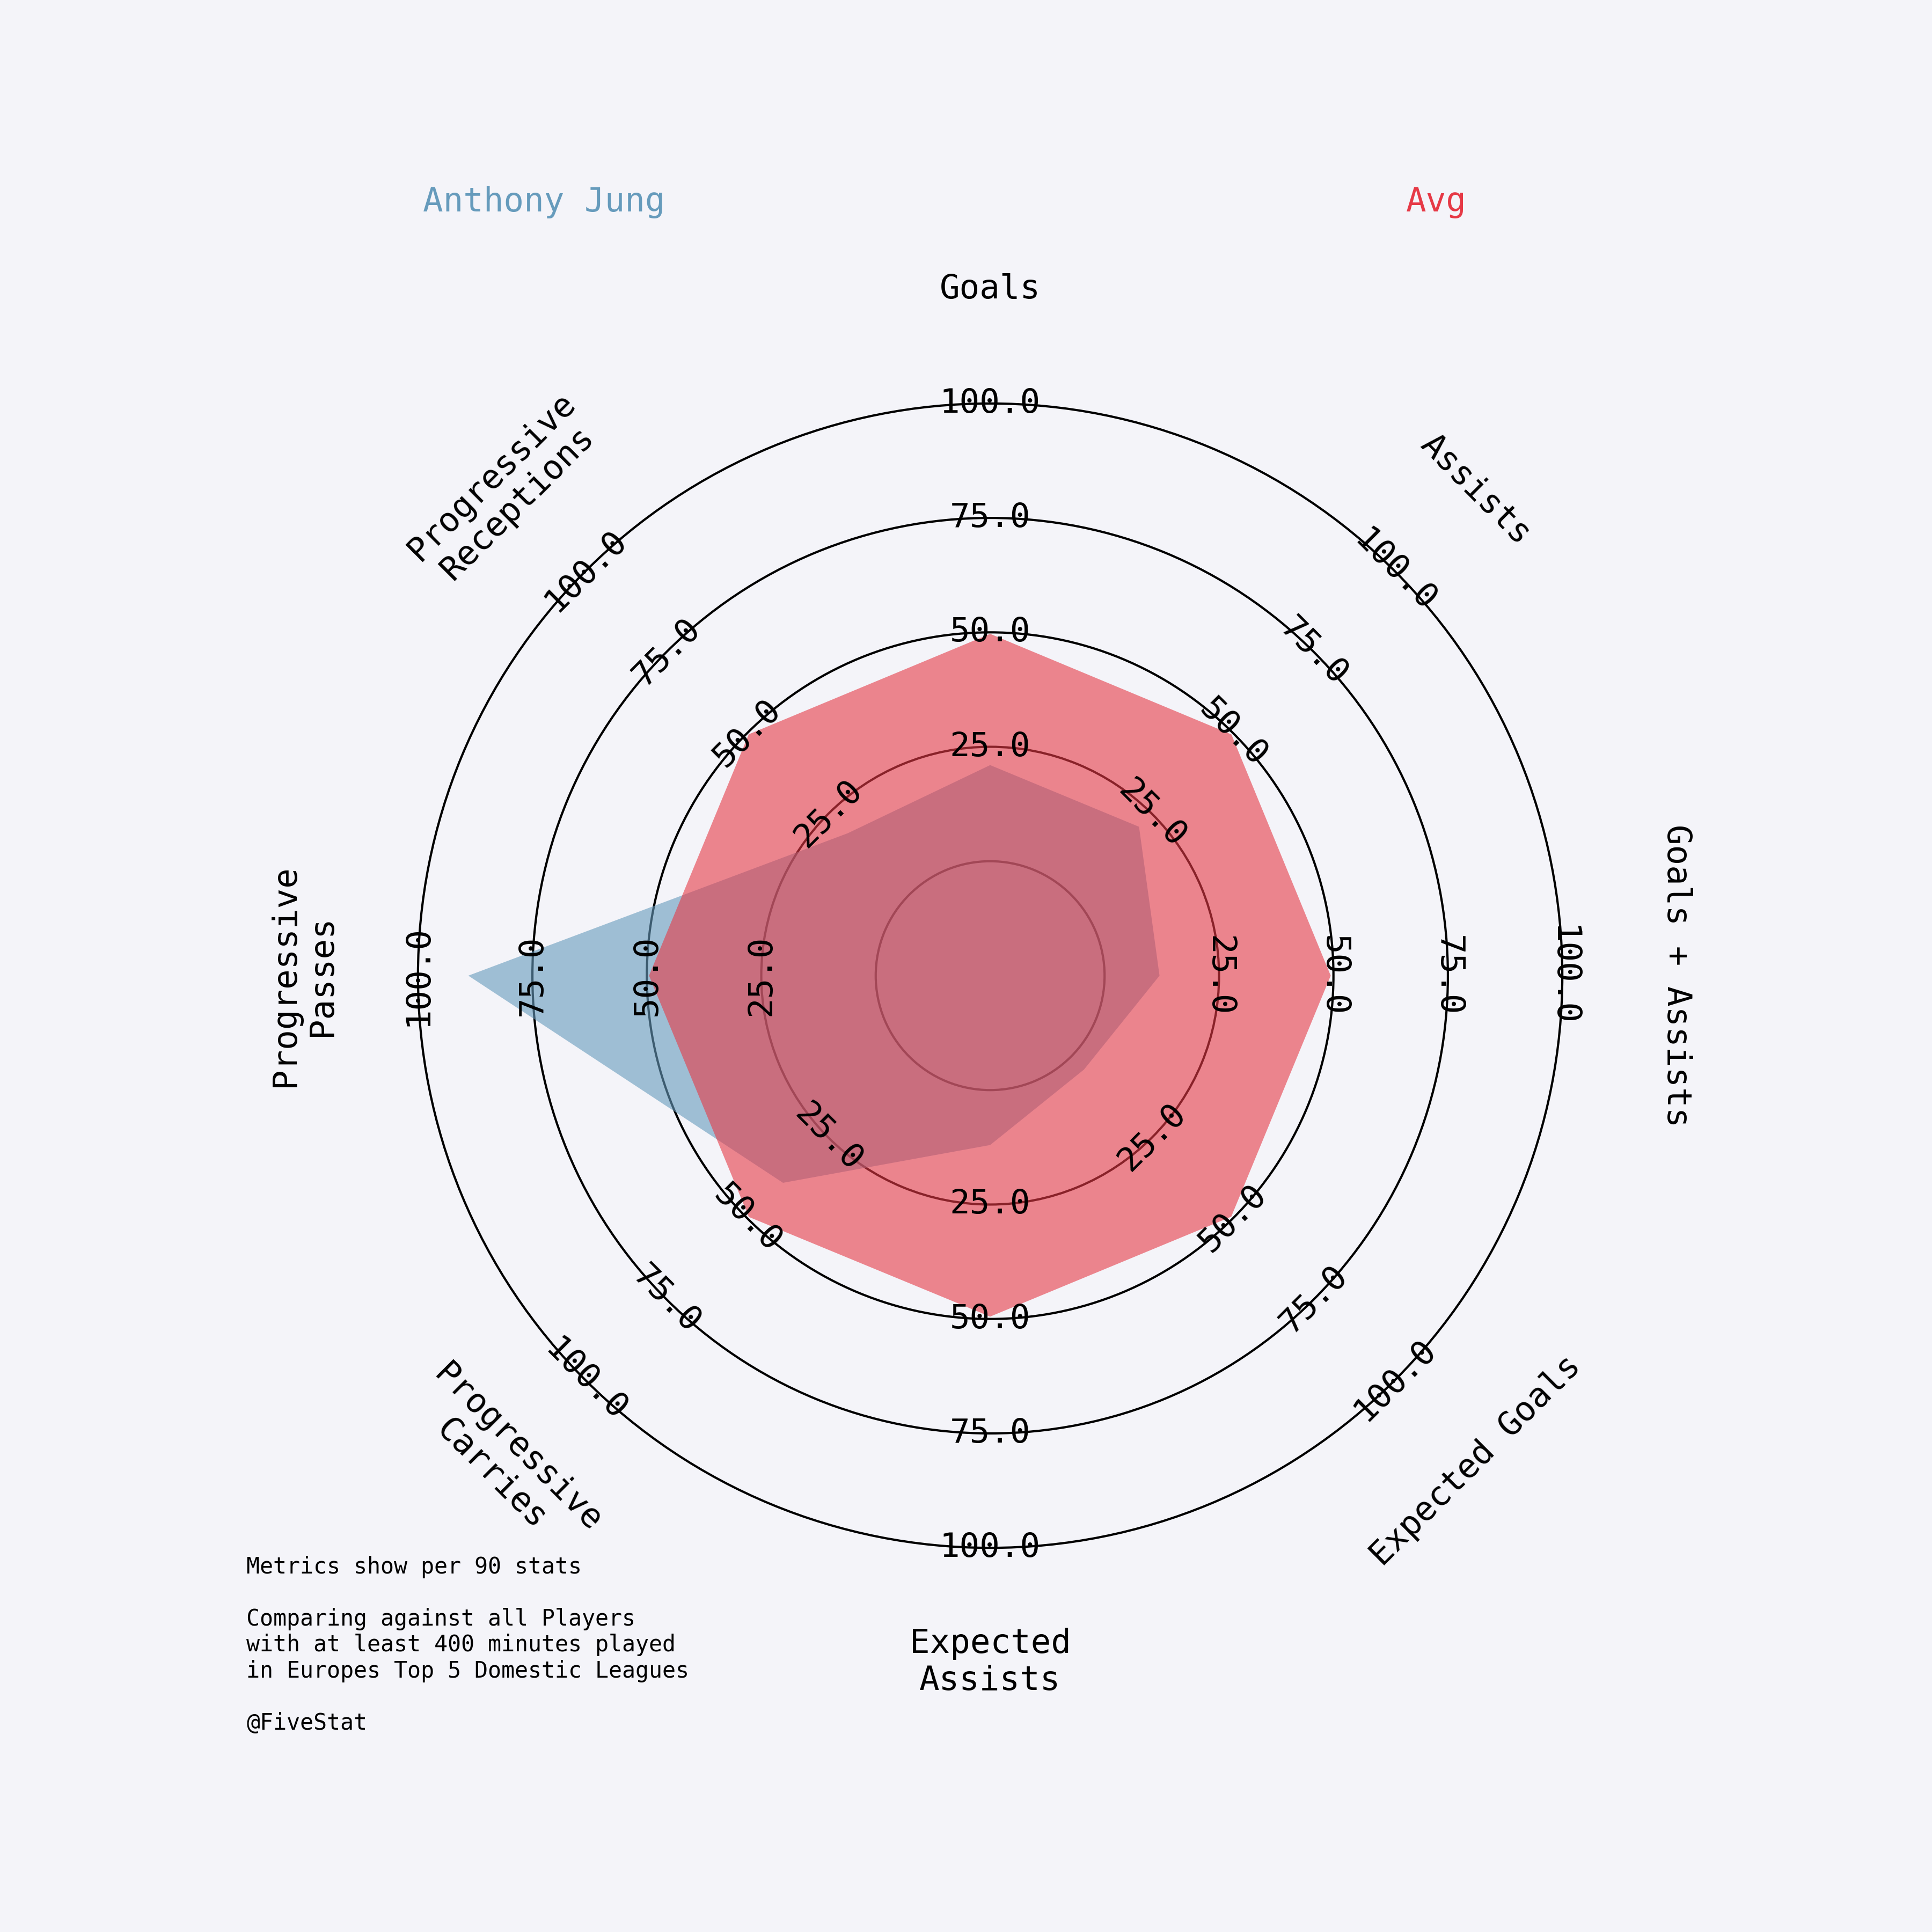 Anthony Jung
Avg
Goals
Assists
Goals + Assists
Expected Goals
Expected
Assists
Progressive
Carries
Progressive
Passes
Progressive
Receptions
25.0
50.0
75.0
100.0
25.0
50.0
75.0
100.0
25.0
50.0
75.0
100.0
25.0
50.0
75.0
100.0
25.0
50.0
75.0
100.0
25.0
50.0
75.0
100.0
25.0
50.0
75.0
100.0
25.0
50.0
75.0
100.0
Metrics show per 90 stats
Comparing against all Players
with at least 400 minutes played
in Europes Top 5 Domestic Leagues
@FiveStat